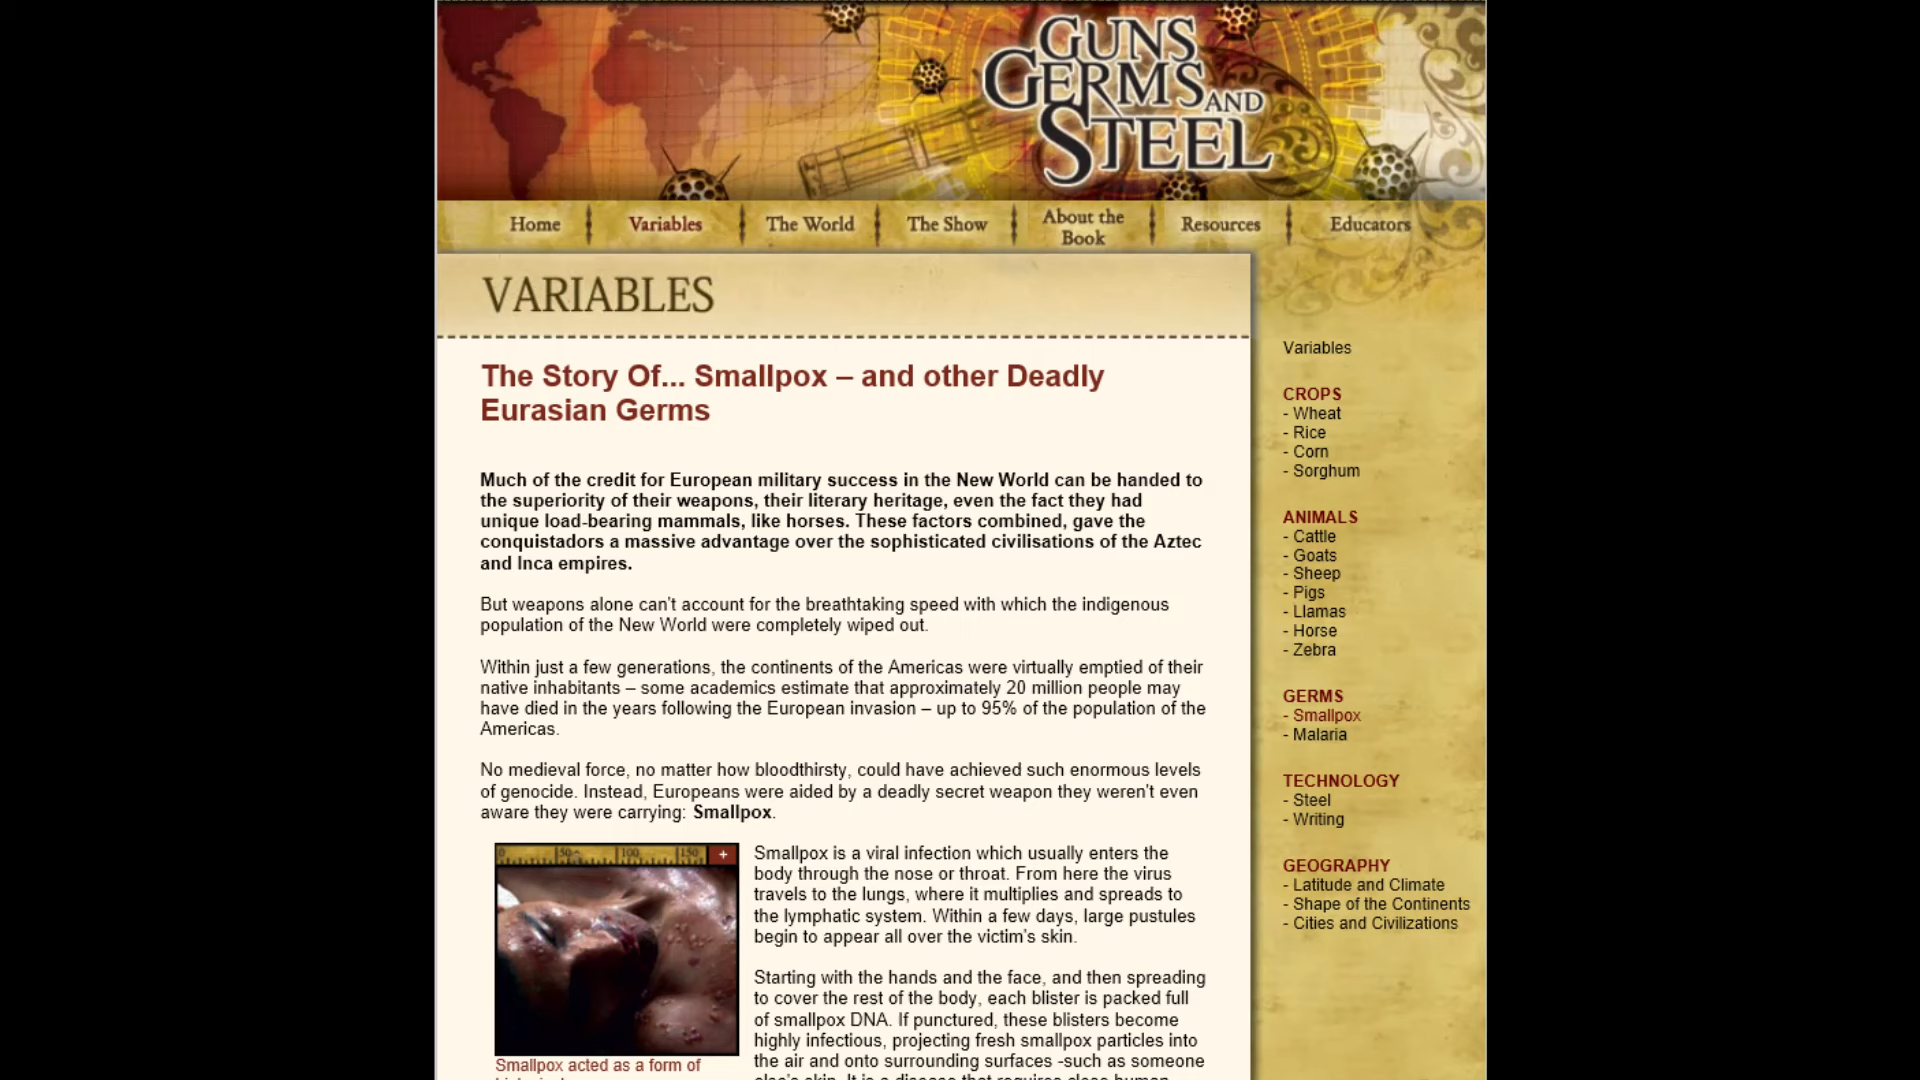 GUNS
GERMS AND
STEEL
Home
Variables
The World
The Show
About the
Book
Resources
Educators
VARIABLES
The Story Of... Smallpox – and other Deadly
Eurasian Germs
Much of the credit for European military success in the New World can be handed to
the superiority of their weapons, their literary heritage, even the fact they had
unique load-bearing mammals, like horses. These factors combined, gave the
conquistadors a massive advantage over the sophisticated civilisations of the Aztec
and Inca empires.
But weapons alone can't account for the breathtaking speed with which the indigenous
population of the New World were completely wiped out.
Within just a few generations, the continents of the Americas were virtually emptied of their
native inhabitants – some academics estimate that approximately 20 million people may
have died in the years following the European invasion – up to 95% of the population of the
Americas.
No medieval force, no matter how bloodthirsty, could have achieved such enormous levels
of genocide. Instead, Europeans were aided by a deadly secret weapon they weren't even
aware they were carrying: Smallpox.
0 50 100 150 +
Smallpox acted as a form of
Smallpox is a viral infection which usually enters the
body through the nose or throat. From here the virus
travels to the lungs, where it multiplies and spreads to
the lymphatic system. Within a few days, large pustules
begin to appear all over the victim's skin.
Starting with the hands and the face, and then spreading
to cover the rest of the body, each blister is packed full
of smallpox DNA. If punctured, these blisters become
highly infectious, projecting fresh smallpox particles into
the air and onto surrounding surfaces -such as someone
else's skin. It is a disease that requires close human
Variables
CROPS
- Wheat
- Rice
- Corn
- Sorghum
ANIMALS
- Cattle
- Goats
- Sheep
- Pigs
- Llamas
- Horse
- Zebra
GERMS
- Smallpox
- Malaria
TECHNOLOGY
- Steel
- Writing
GEOGRAPHY
- Latitude and Climate
- Shape of the Continents
- Cities and Civilizations